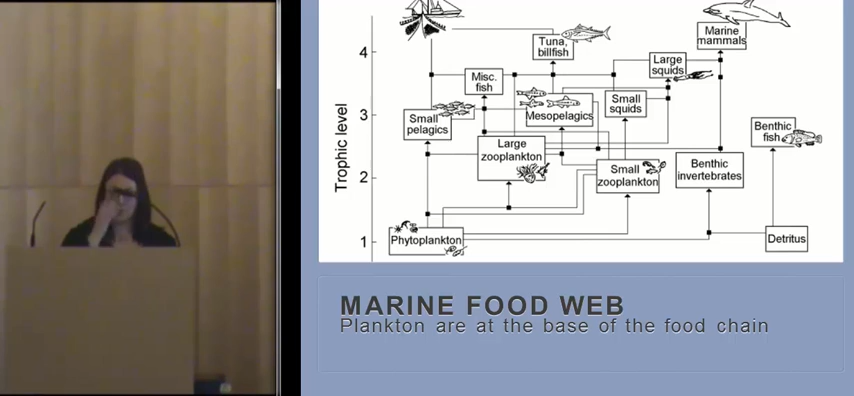 4
Tuna,
billfish
Marine
mammals
Large
squids
Misc.
fish
3
Small
pelagics
Mesopelagics
Small
squids
Benthic
fish
Trophic level
Large
zooplankton
2
Small
zooplankton
Benthic
invertebrates
1
Phytoplankton
Detritus
MARINE FOOD WEB
Plankton are at the base of the food chain